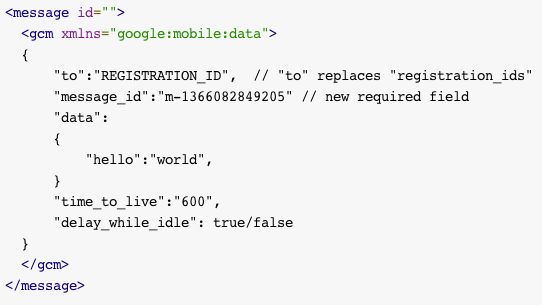 <message id="">
  <gcm xmlns="google:mobile:data">
  {
      "to":"REGISTRATION_ID",  // "to" replaces "registration_ids"
      "message_id":"m-1366082849205" // new required field
      "data":
      {
          "hello":"world",
      }
      "time_to_live":"600",
      "delay_while_idle": true/false
  }
  </gcm>
</message>